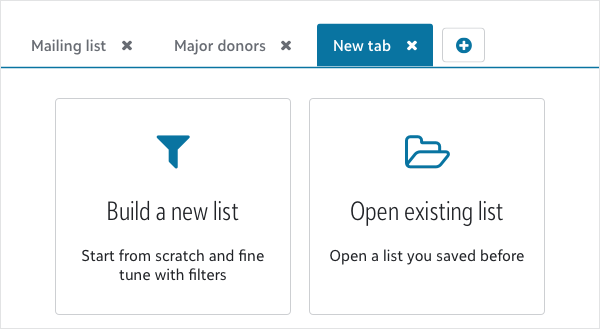 Mailing list
Major donors
New tab
Build a new list
Start from scratch and fine
tune with filters
Open existing list
Open a list you saved before